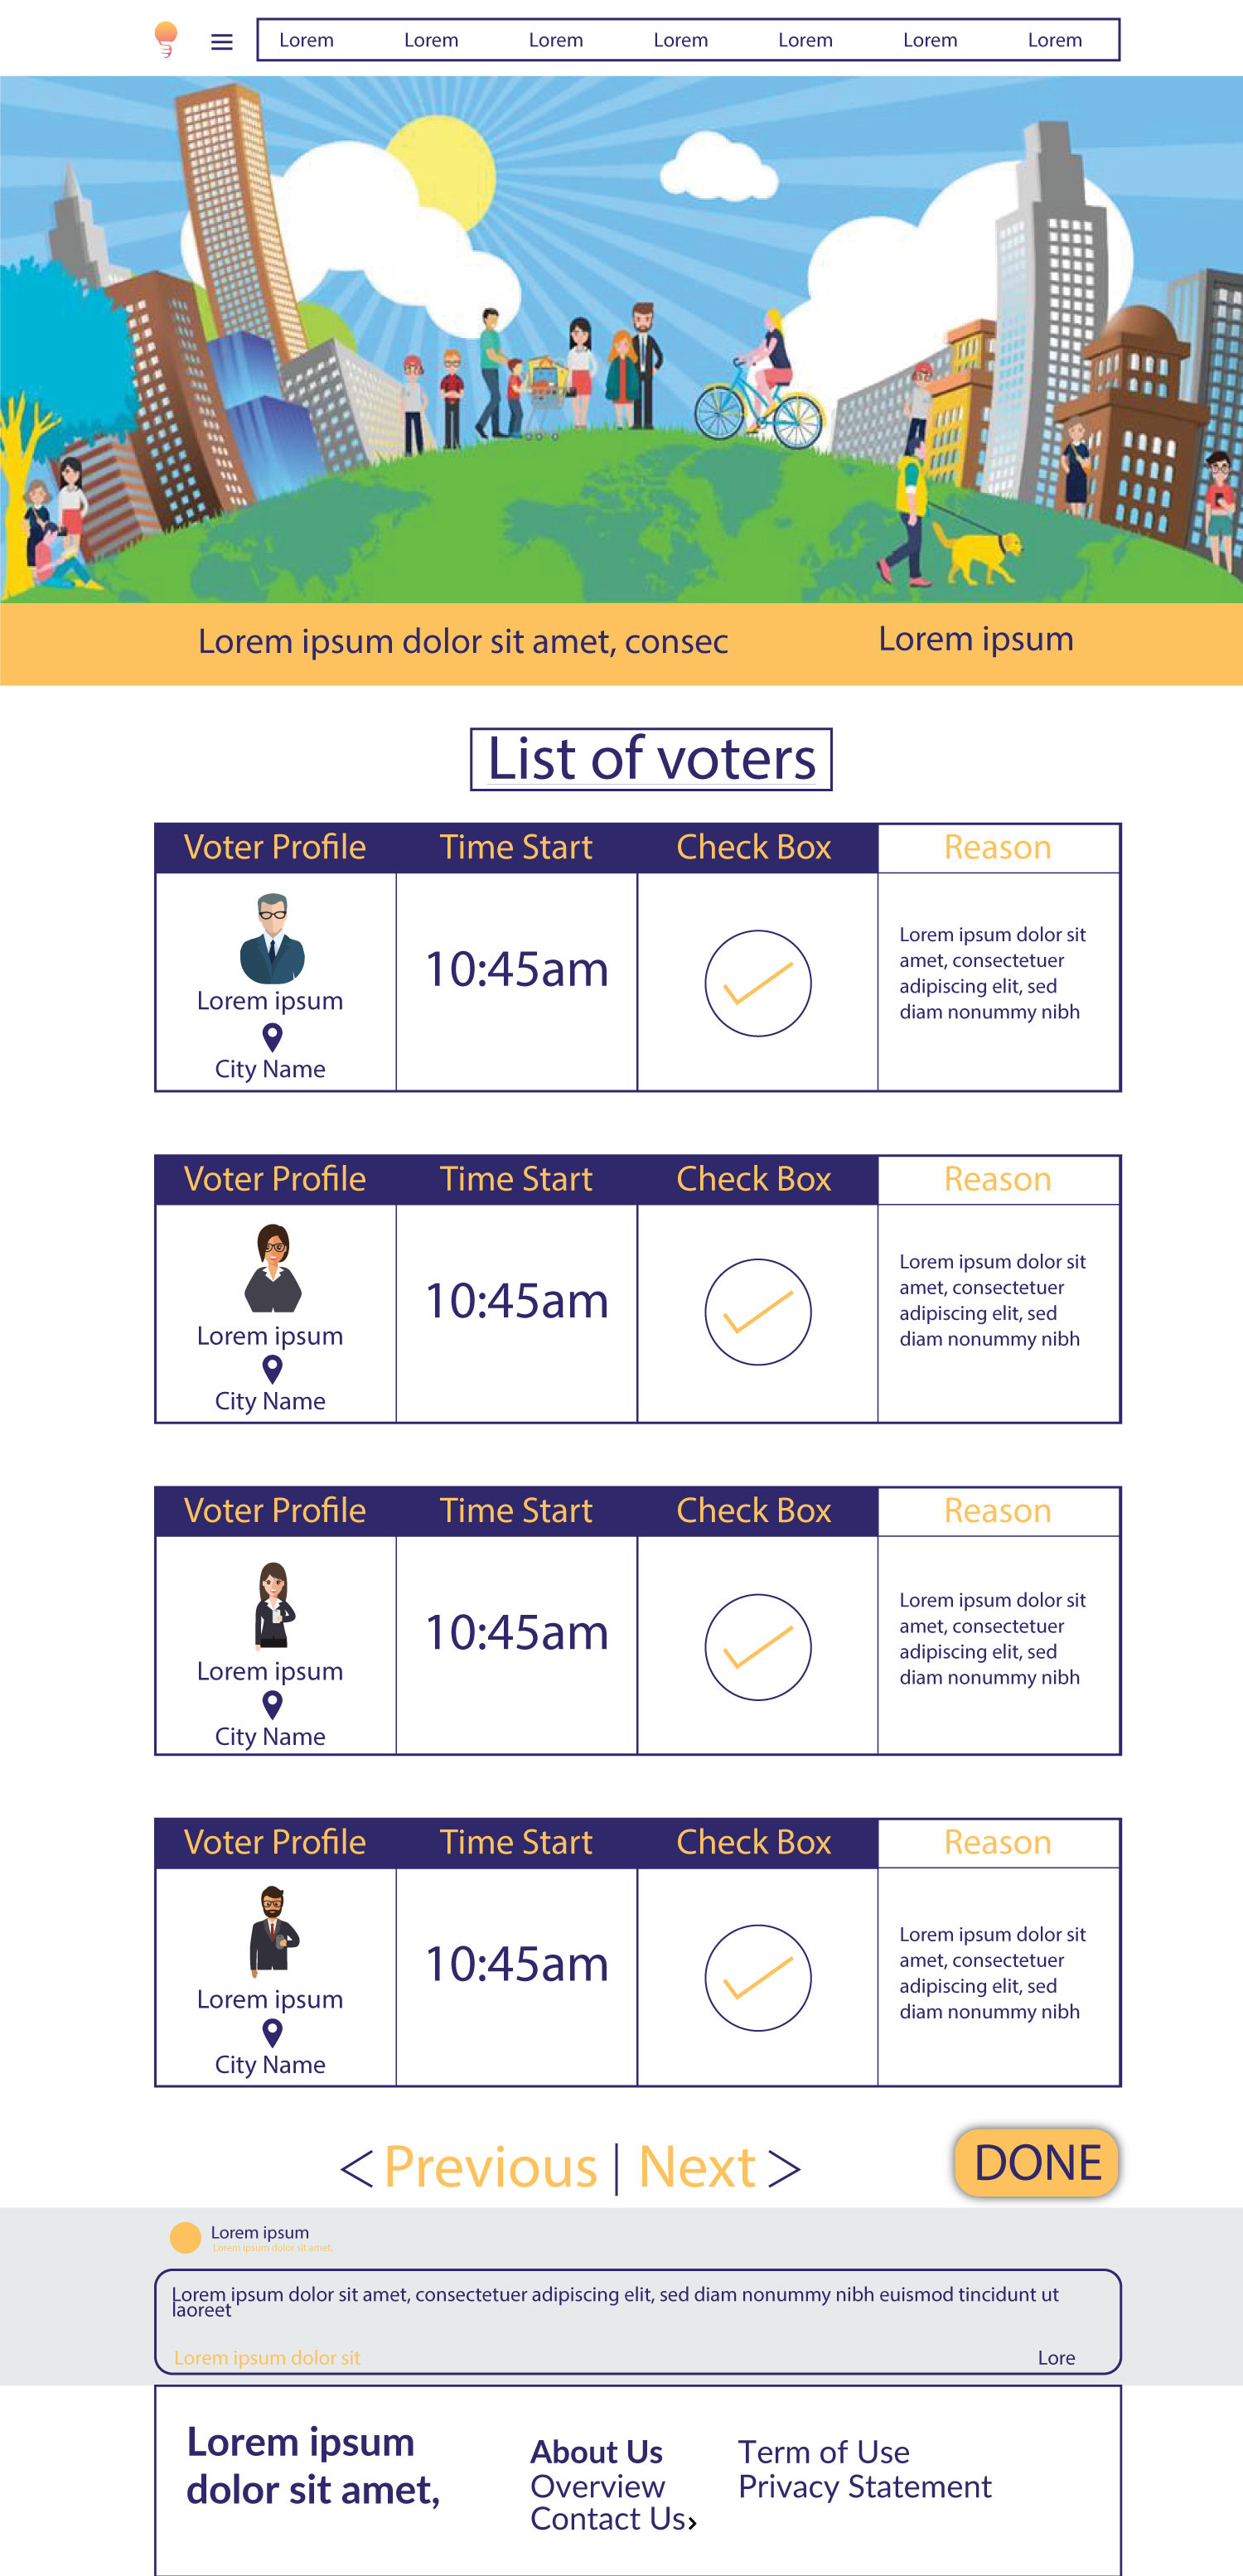 Lorem Lorem Lorem Lorem Lorem Lorem Lorem
Lorem ipsum dolor sit amet, consec Lorem ipsum
List of voters
Voter Profile Time Start Check Box Reason
10:45am
Lorem ipsum
City Name
Lorem ipsum dolor sit
amet, consectetuer
adipiscing elit, sed
diam nonummy nibh
Voter Profile Time Start Check Box Reason
10:45am
Lorem ipsum
City Name
Lorem ipsum dolor sit
amet, consectetuer
adipiscing elit, sed
diam nonummy nibh
Voter Profile Time Start Check Box Reason
10:45am
Lorem ipsum
City Name
Lorem ipsum dolor sit
amet, consectetuer
adipiscing elit, sed
diam nonummy nibh
Voter Profile Time Start Check Box Reason
10:45am
Lorem ipsum
City Name
Lorem ipsum dolor sit
amet, consectetuer
adipiscing elit, sed
diam nonummy nibh
< Previous | Next >
DONE
Lorem ipsum
Lorem ipsum dolor sit amet,
Lorem ipsum dolor sit amet, consectetuer adipiscing elit, sed diam nonummy nibh euismod tincidunt ut
laoreet
Lorem ipsum dolor sit
Lore
Lorem ipsum
dolor sit amet,
About Us
Overview
Contact Us›
Term of Use
Privacy Statement